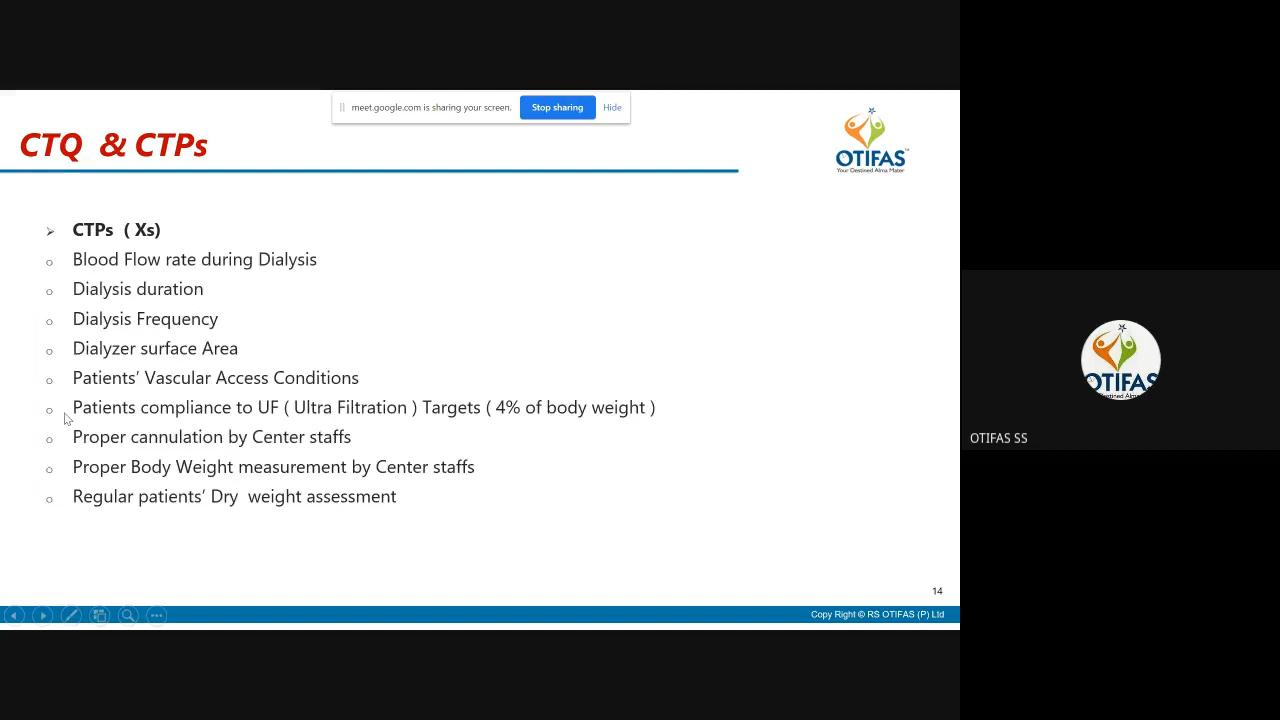 meet.google.com is sharing your screen. Stop sharing Hide
CTQ & CTPs
OTIFAS
Your Destined Alma Mater
CTPs ( Xs)
Blood Flow rate during Dialysis
Dialysis duration
Dialysis Frequency
Dialyzer surface Area
Patients’ Vascular Access Conditions
Patients compliance to UF ( Ultra Filtration ) Targets ( 4% of body weight )
Proper cannulation by Center staffs
Proper Body Weight measurement by Center staffs
Regular patients’ Dry weight assessment
14
Copy Right © RS OTIFAS (P) Ltd
OTIFAS
OTIFAS SS